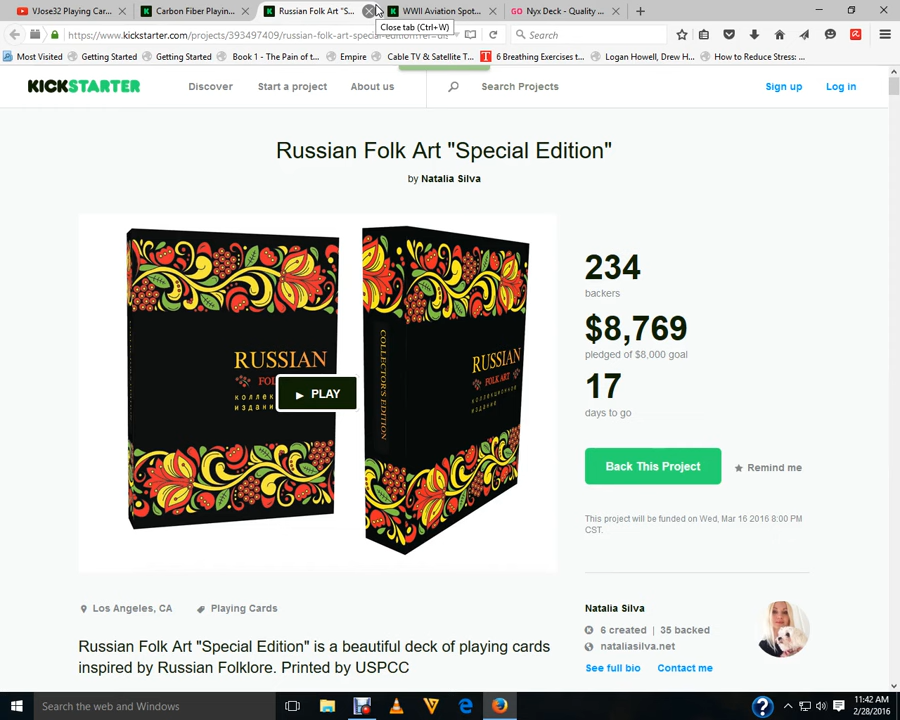 VJose32 Playing Car...
Carbon Fiber Playin...
Russian Folk Art "S...
WWII Aviation Spot...
GO Nyx Deck - Quality ...
Close tab (Ctrl+W)
https://www.kickstarter.com/projects/393497409/russian-folk-art-special-edition
Search
Most Visited
Getting Started
Getting Started
Book 1 - The Pain of t...
Empire
Cable TV & Satellite T...
6 Breathing Exercises t...
Logan Howell, Drew H...
How to Reduce Stress: ...
KICKSTARTER
Discover
Start a project
About us
Search Projects
Sign up
Log in
Russian Folk Art "Special Edition"
by Natalia Silva
RUSSIAN
COLLECTOR'S EDITION
RUSSIAN
FOLK ART
КОЛЛЕКЦИОННОЕ
ИЗДАНИЕ
PLAY
234
backers
$8,769
pledged of $8,000 goal
17
days to go
Back This Project
Remind me
This project will be funded on Wed, Mar 16 2016 8:00 PM
CST.
Los Angeles, CA
Playing Cards
Russian Folk Art "Special Edition" is a beautiful deck of playing cards
inspired by Russian Folklore. Printed by USPCC
Natalia Silva
6 created | 35 backed
nataliasilva.net
See full bio
Contact me
Search the web and Windows
11:42 AM
2/28/2016